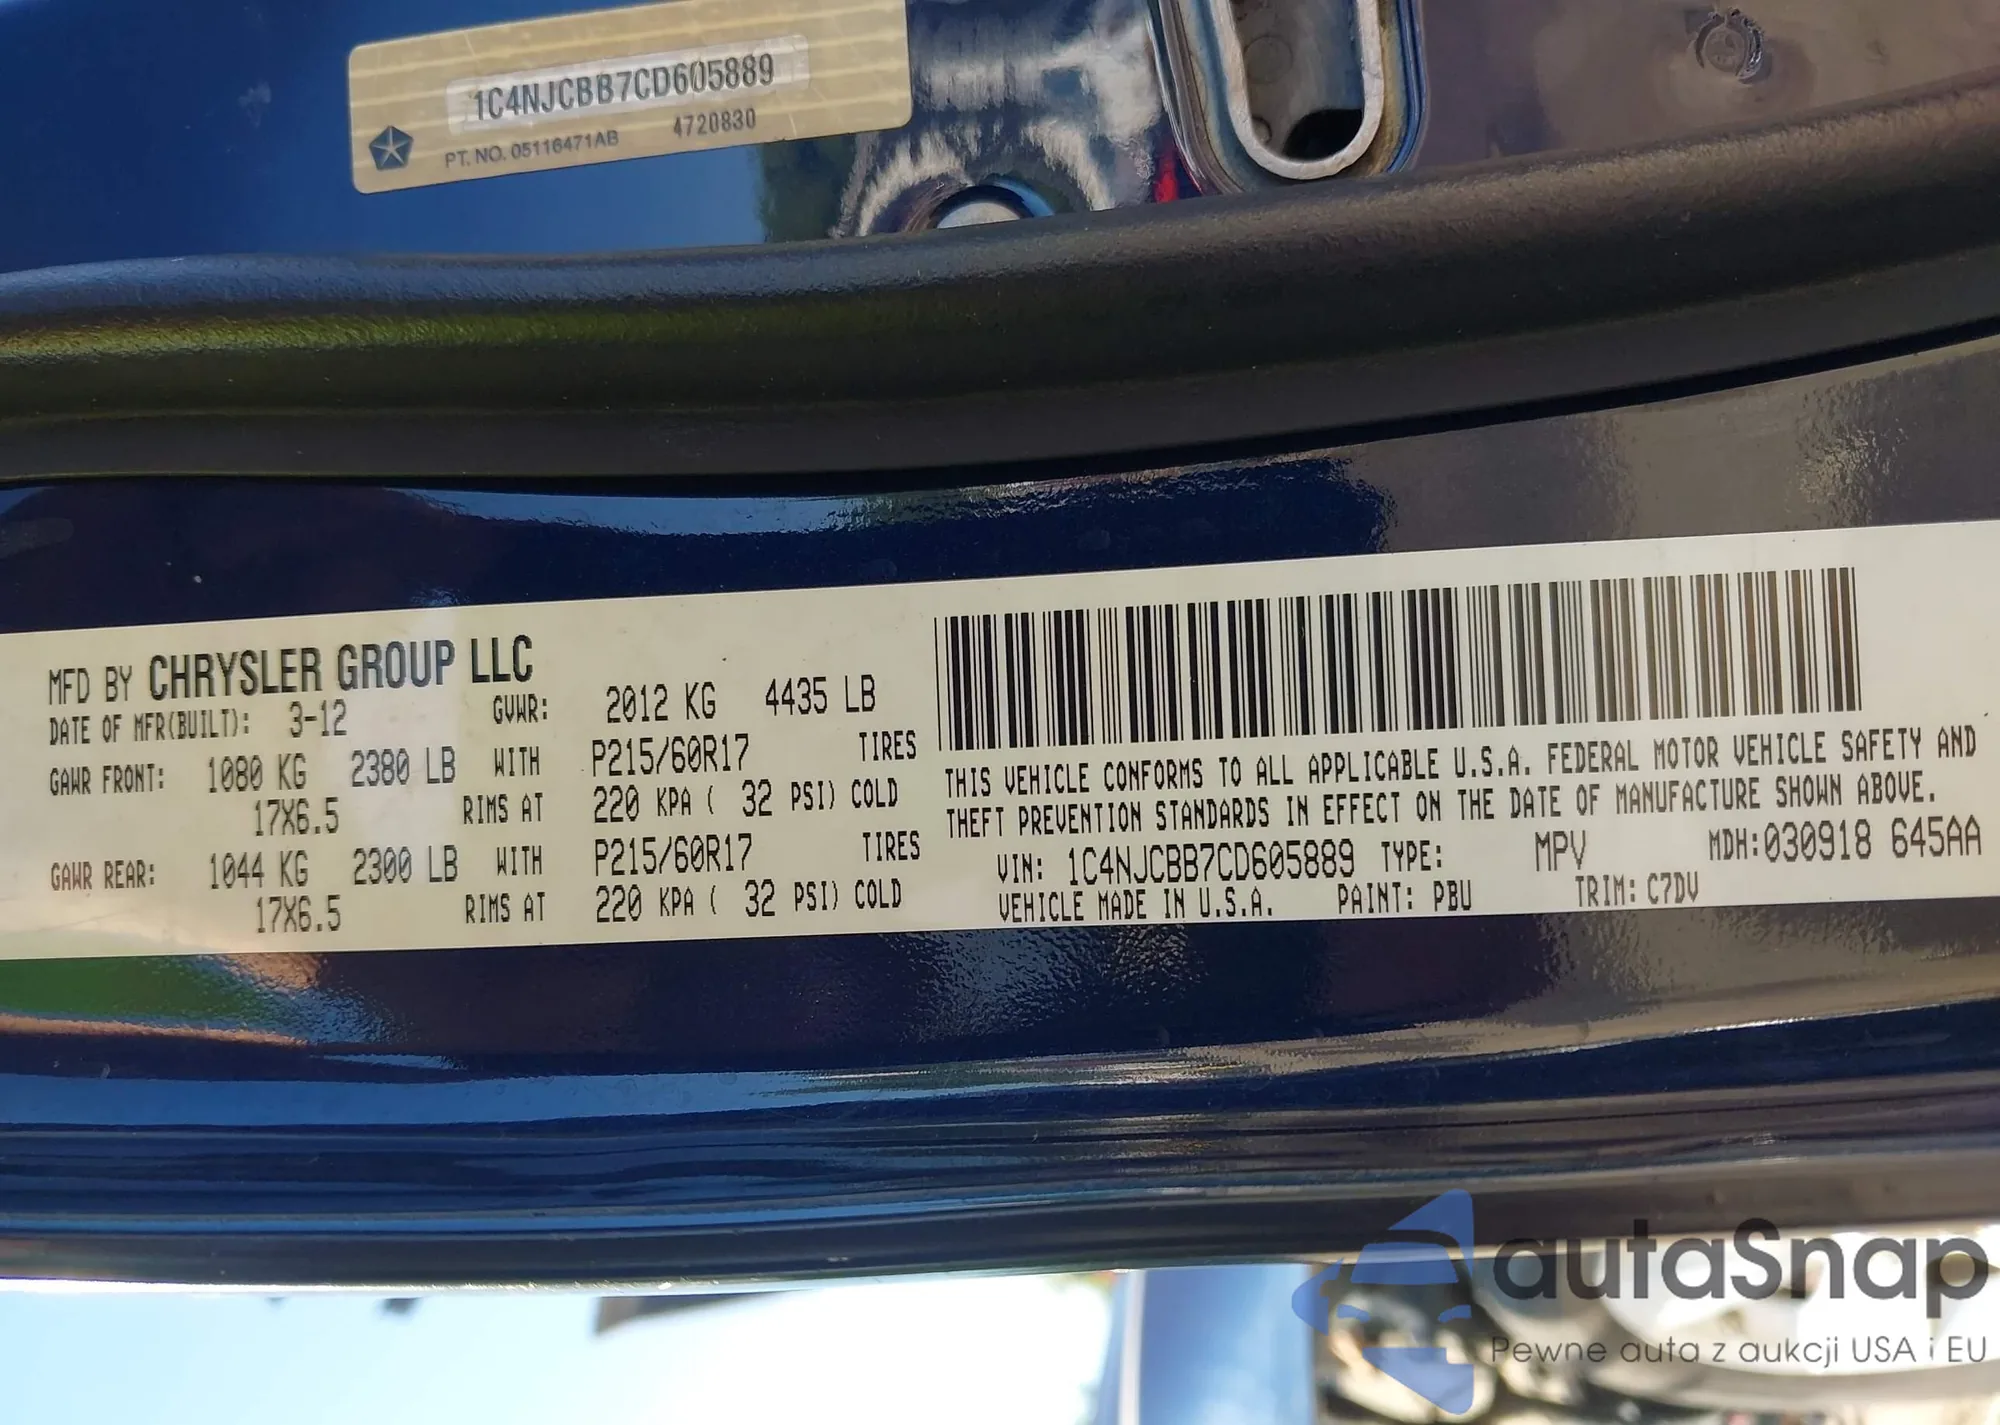 1C4NJCBB7CD605889
PT. NO. 05116471AB 4720830
MFD BY CHRYSLER GROUP LLC
DATE OF MFR(BUILT): 3-12 GVWR: 2012 KG 4435 LB
GAWR FRONT: 1080 KG 2380 LB WITH P215/60R17 TIRES
17X6.5 RIMS AT 220 KPA ( 32 PSI) COLD
GAWR REAR: 1044 KG 2300 LB WITH P215/60R17 TIRES
17X6.5 RIMS AT 220 KPA ( 32 PSI) COLD
THIS VEHICLE CONFORMS TO ALL APPLICABLE U.S.A. FEDERAL MOTOR VEHICLE SAFETY AND
THEFT PREVENTION STANDARDS IN EFFECT ON THE DATE OF MANUFACTURE SHOWN ABOVE.
VIN: 1C4NJCBB7CD605889 TYPE: MPV MDH:030918 645AA
VEHICLE MADE IN U.S.A. PAINT: PBU TRIM: C7DV
autaSnap
Pewne auta z aukcji USA i EU